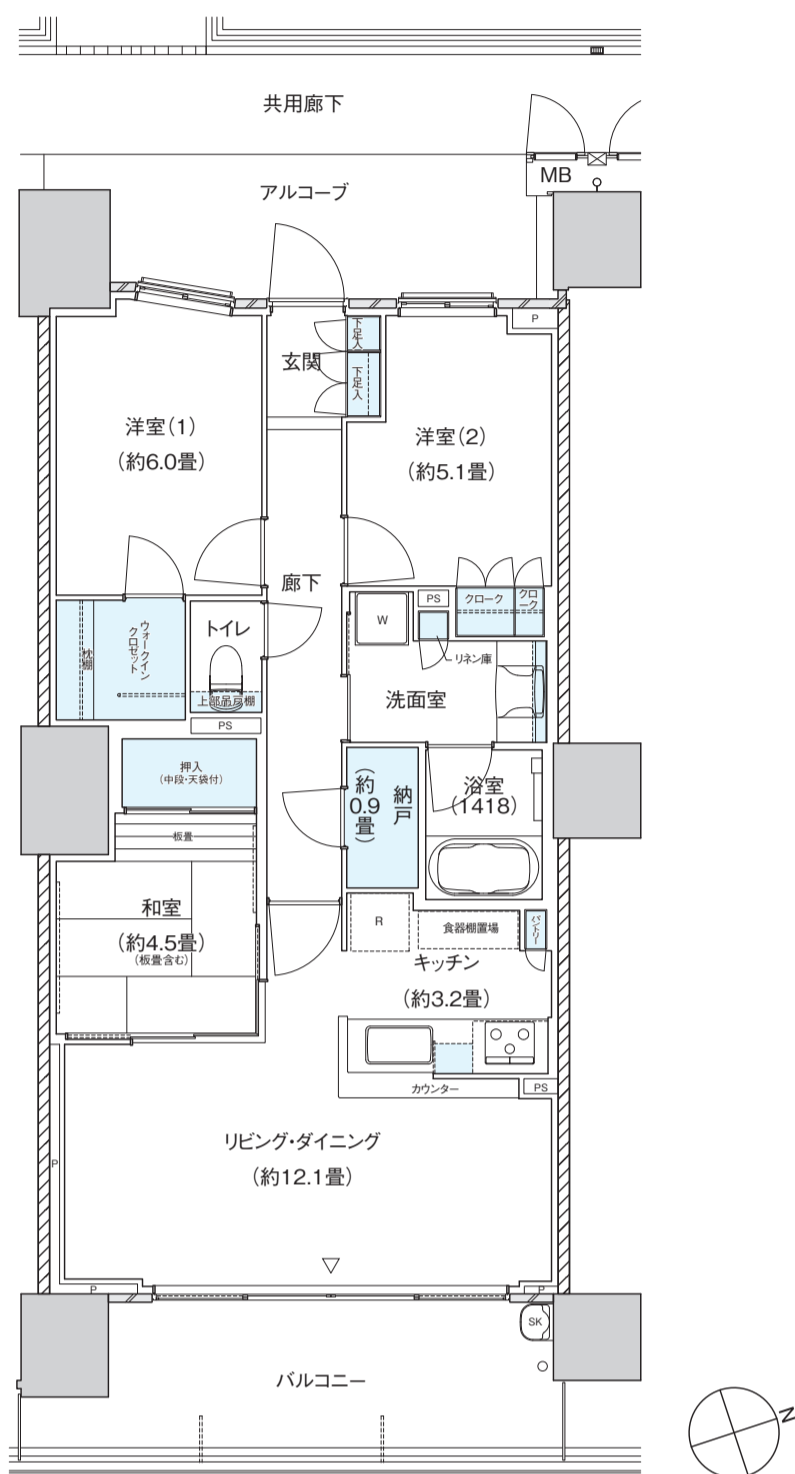 共用廊下
MB
アルコーブ
P
下足入
玄関
下足入
洋室(1)
(約6.0畳)
洋室(2)
(約5.1畳)
廊下
PS
クローク
クローク
W
トイレ
ウォークイン
クロゼット
枕棚
リネン庫
上部吊戸棚
洗面室
PS
押入
(中段・天袋付)
納戸
(約0.9畳)
浴室
(1418)
板畳
和室
(約4.5畳)
(板畳含む)
R
食器棚置場
パントリー
キッチン
(約3.2畳)
カウンター
PS
リビング・ダイニング
(約12.1畳)
P
P
P
SK
バルコニー
N